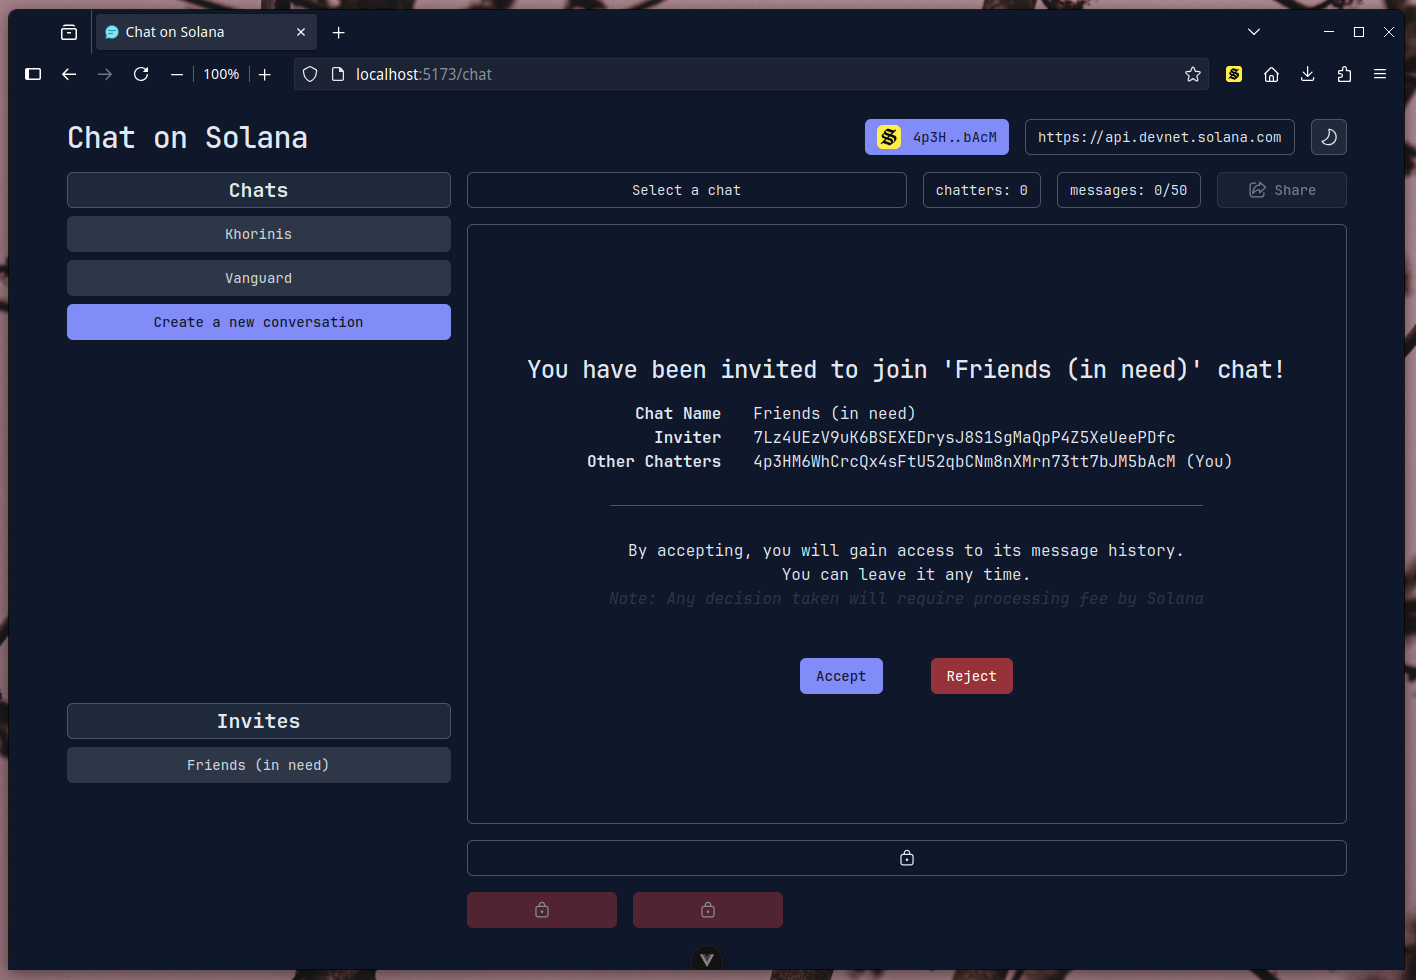 Chat on Solana
100%
localhost:5173/chat
Chat on Solana
4p3H..bAcM
https://api.devnet.solana.com
Chats
Select a chat
chatters: 0
messages: 0/50
Share
Khorinis
Vanguard
Create a new conversation
You have been invited to join 'Friends (in need)' chat!
Chat Name Friends (in need)
Inviter 7Lz4UEzV9uK6BSEXEDrysJ8S1SgMaQpP4Z5XeUeePDfc
Other Chatters 4p3HM6WhCrcQx4sFtU52qbCNm8nXMrn73tt7bJM5bAcM (You)
By accepting, you will gain access to its message history.
You can leave it any time.
Note: Any decision taken will require processing fee by Solana
Accept
Reject
Invites
Friends (in need)